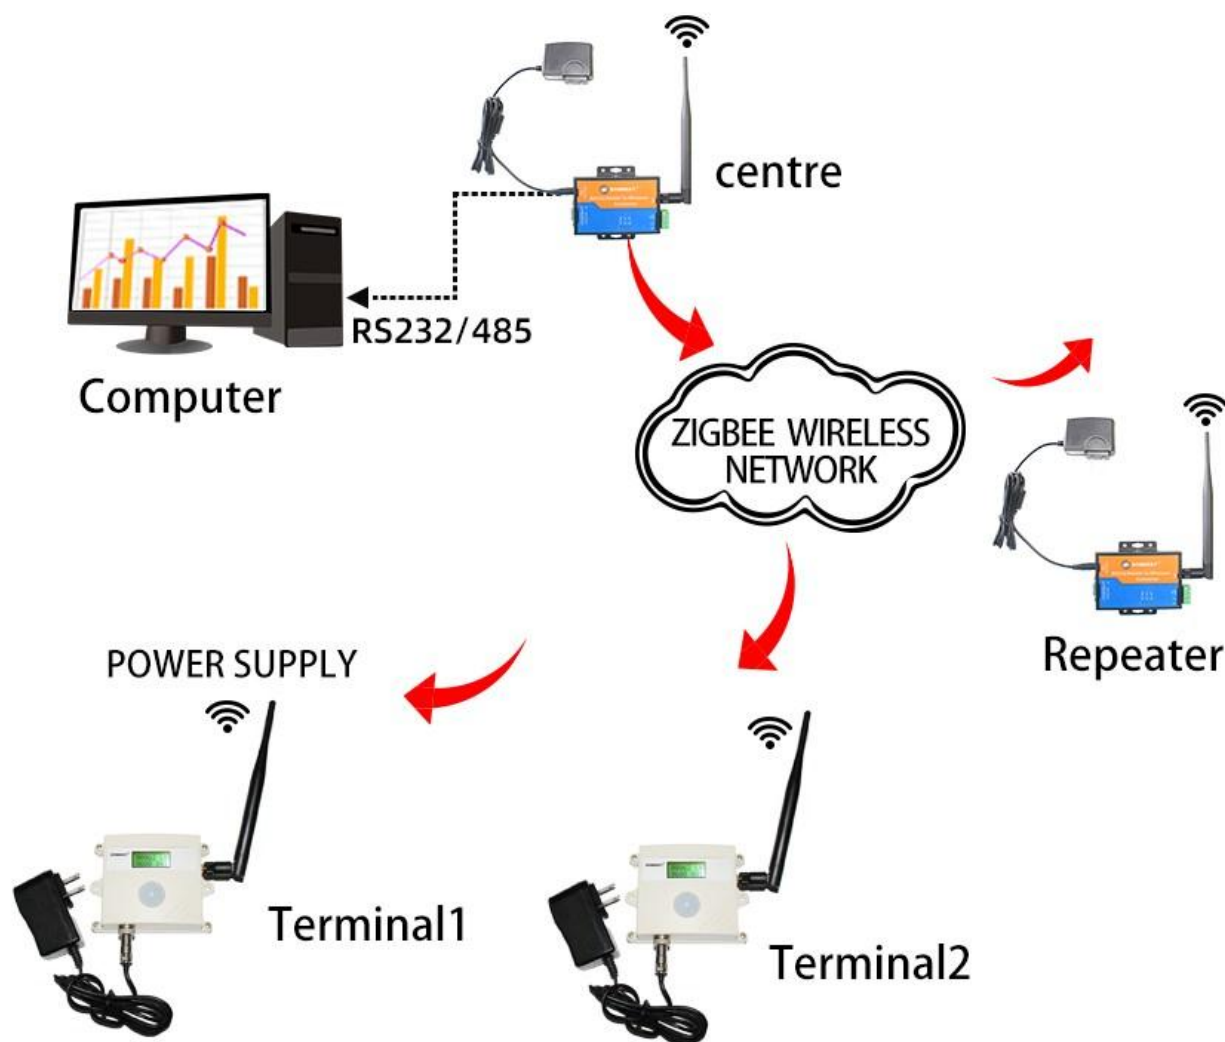 centre
RS232/485
Computer
ZIGBEE WIRELESS
NETWORK
Repeater
POWER SUPPLY
Terminal1
Terminal2